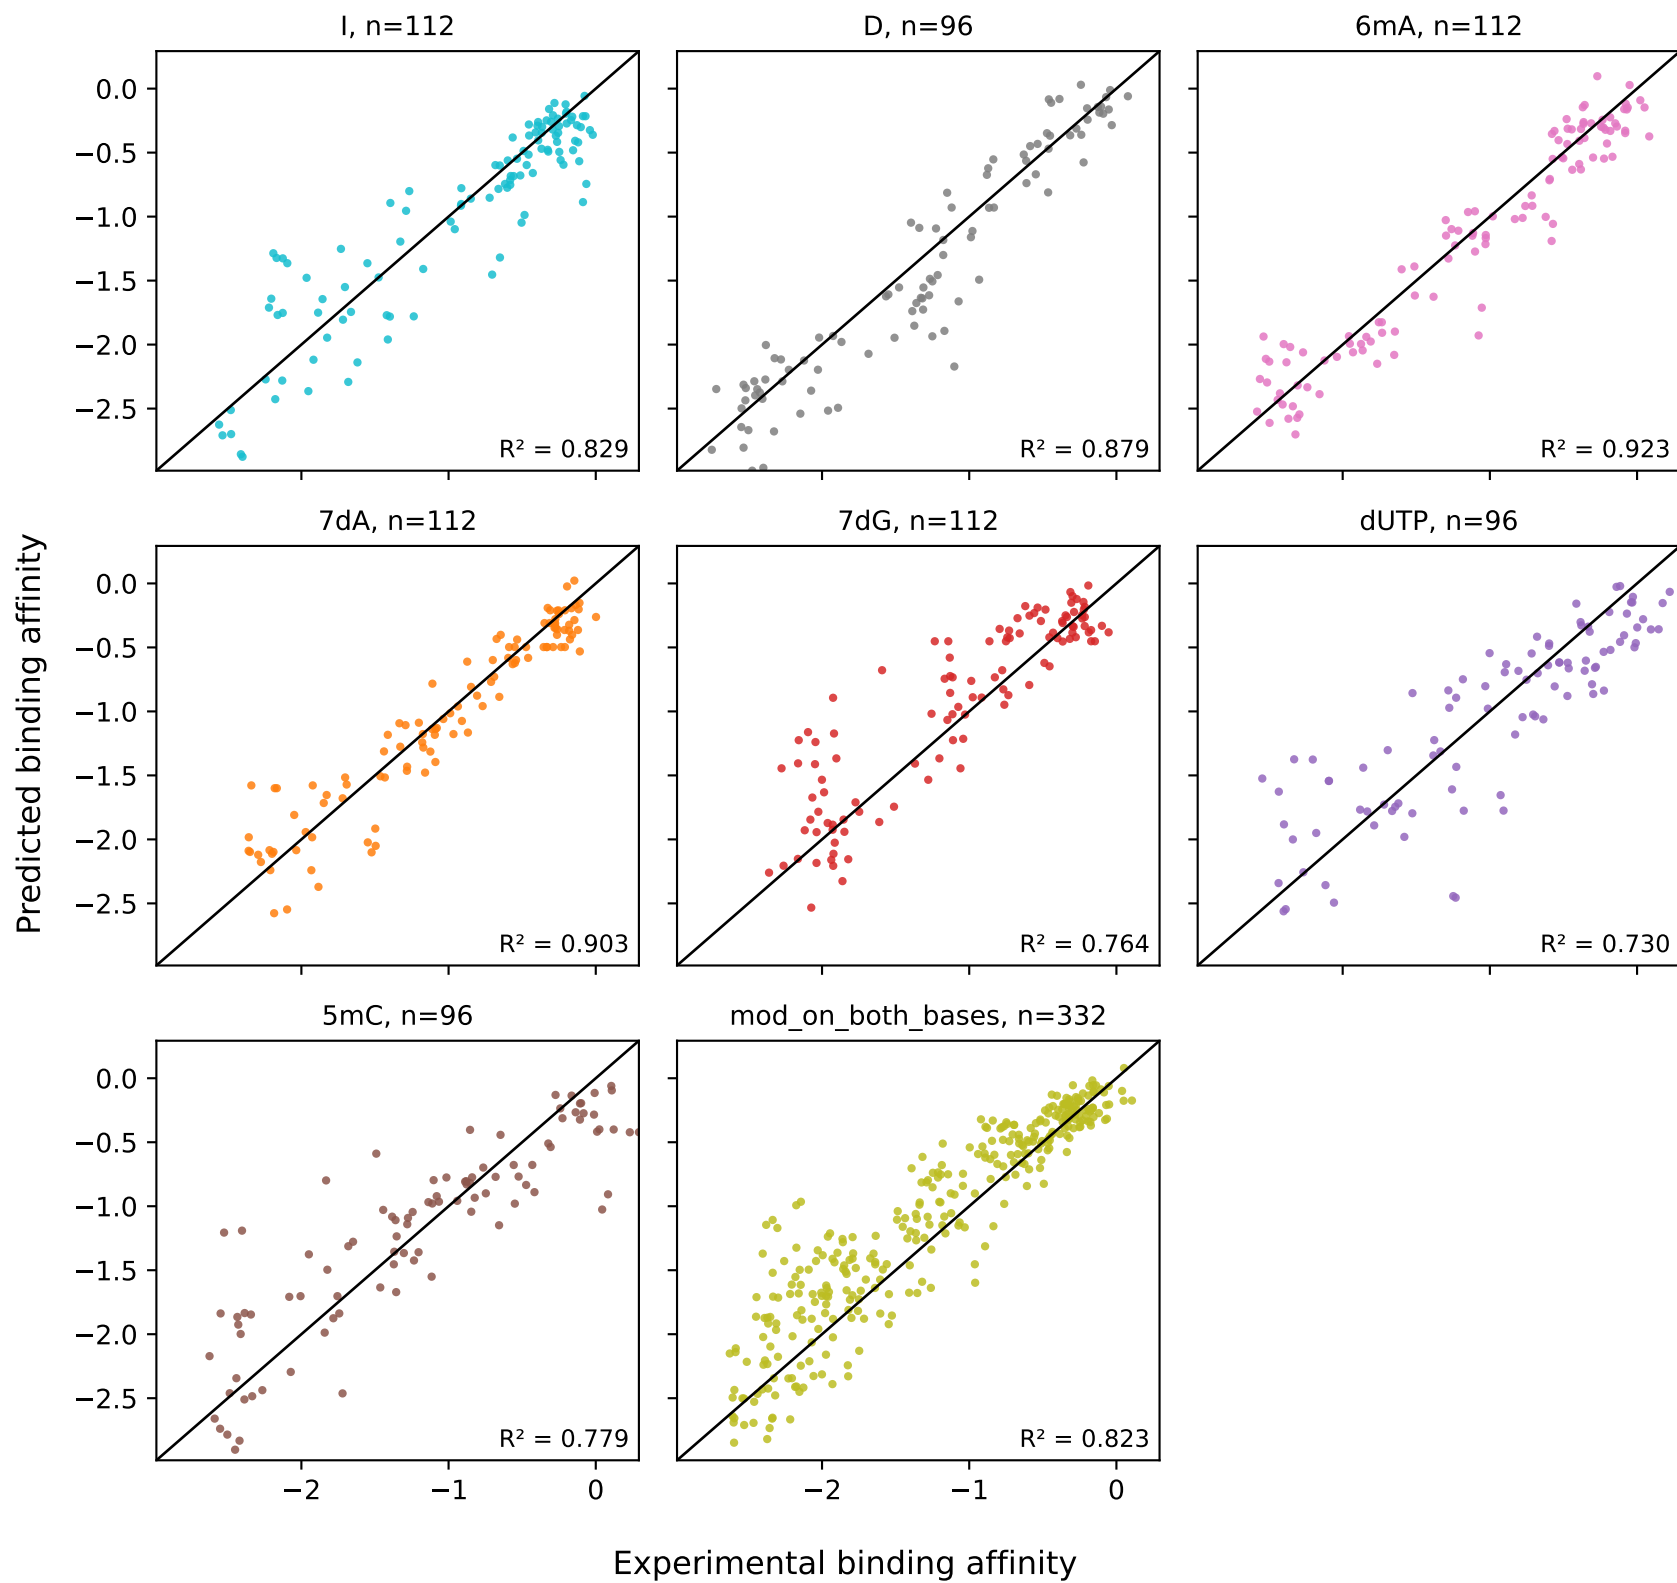 I, n=112
D, n=96
6mA, n=112
0.0
−0.5
−1.0
−1.5
−2.0
−2.5
R² = 0.829
R² = 0.879
R² = 0.923
7dA, n=112
7dG, n=112
dUTP, n=96
Predicted binding affinity
0.0
−0.5
−1.0
−1.5
−2.0
−2.5
R² = 0.903
R² = 0.764
R² = 0.730
5mC, n=96
mod_on_both_bases, n=332
0.0
−0.5
−1.0
−1.5
−2.0
−2.5
R² = 0.779
R² = 0.823
−2
−1
0
−2
−1
0
Experimental binding affinity